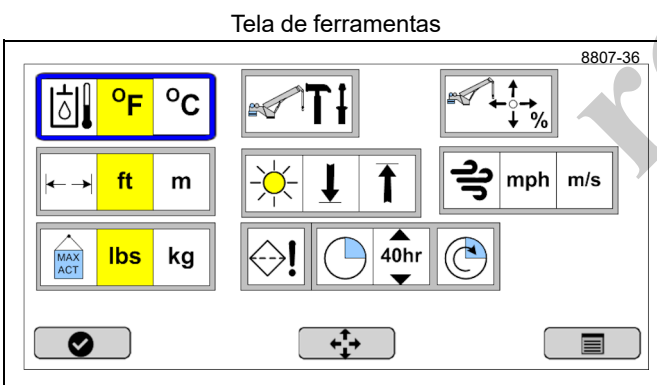 Tela de ferramentas
8807-36
°F °C
%
ft m
mph m/s
MAX
ACT
lbs kg
!
40hr
r